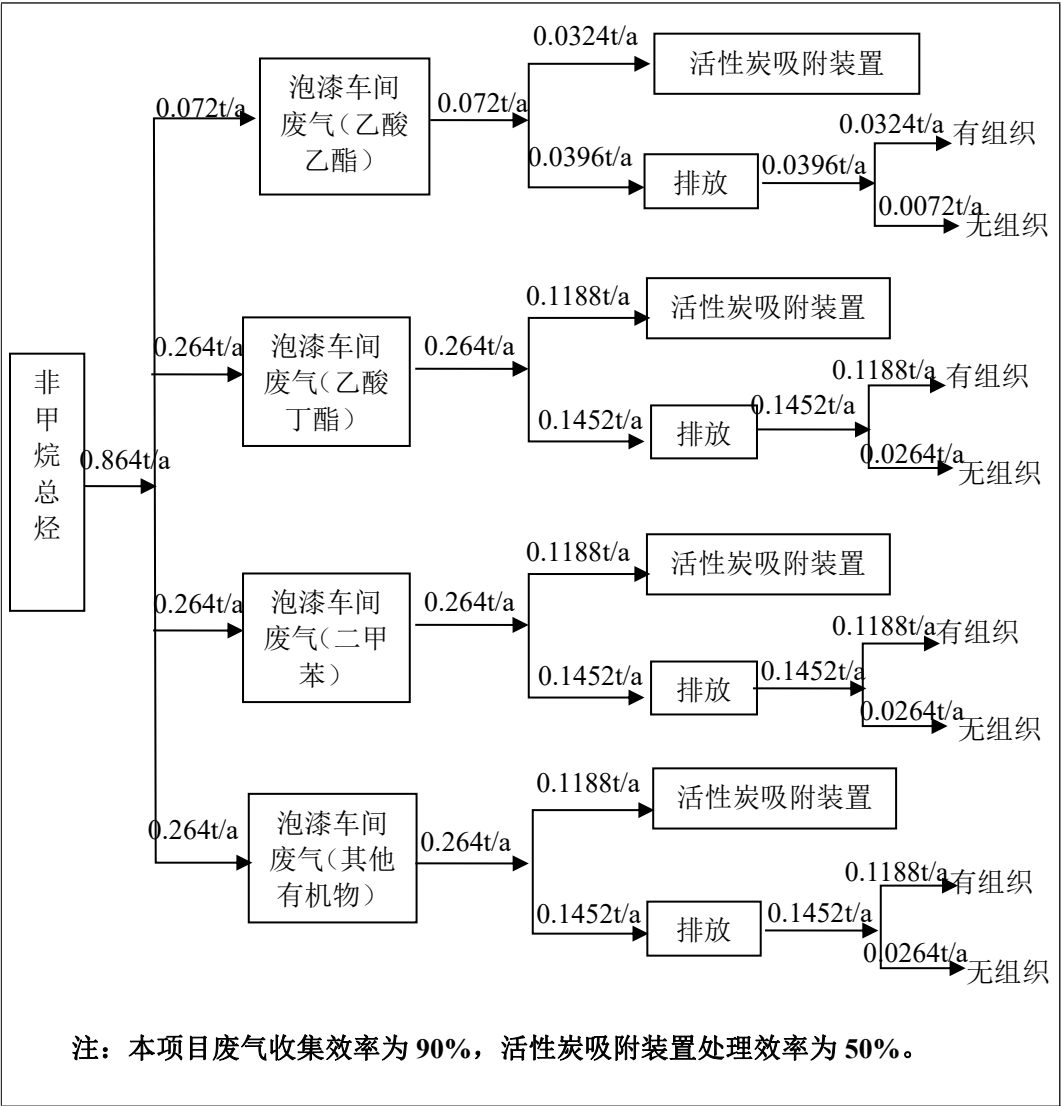 0.0324t/a
活性炭吸附装置
泡漆车间
废气（乙酸
乙酯）
0.072t/a
0.072t/a
0.0324t/a
有组织
0.0396t/a
排放
0.0396t/a
0.0072t/a
无组织
0.1188t/a
活性炭吸附装置
0.264t/a
泡漆车间
废气（乙酸
丁酯）
0.264t/a
0.1188t/a
有组织
0.1452t/a
排放
0.1452t/a
0.0264t/a
无组织
非
甲
烷
总
烃
0.864t/a
0.1188t/a
活性炭吸附装置
0.264t/a
泡漆车间
废气（二甲
苯）
0.264t/a
0.1188t/a
有组织
0.1452t/a
排放
0.1452t/a
0.0264t/a
无组织
0.1188t/a
活性炭吸附装置
0.264t/a
泡漆车间
废气（其他
有机物）
0.264t/a
0.1188t/a
有组织
0.1452t/a
排放
0.1452t/a
0.0264t/a
无组织
注：本项目废气收集效率为 90%，活性炭吸附装置处理效率为 50%。